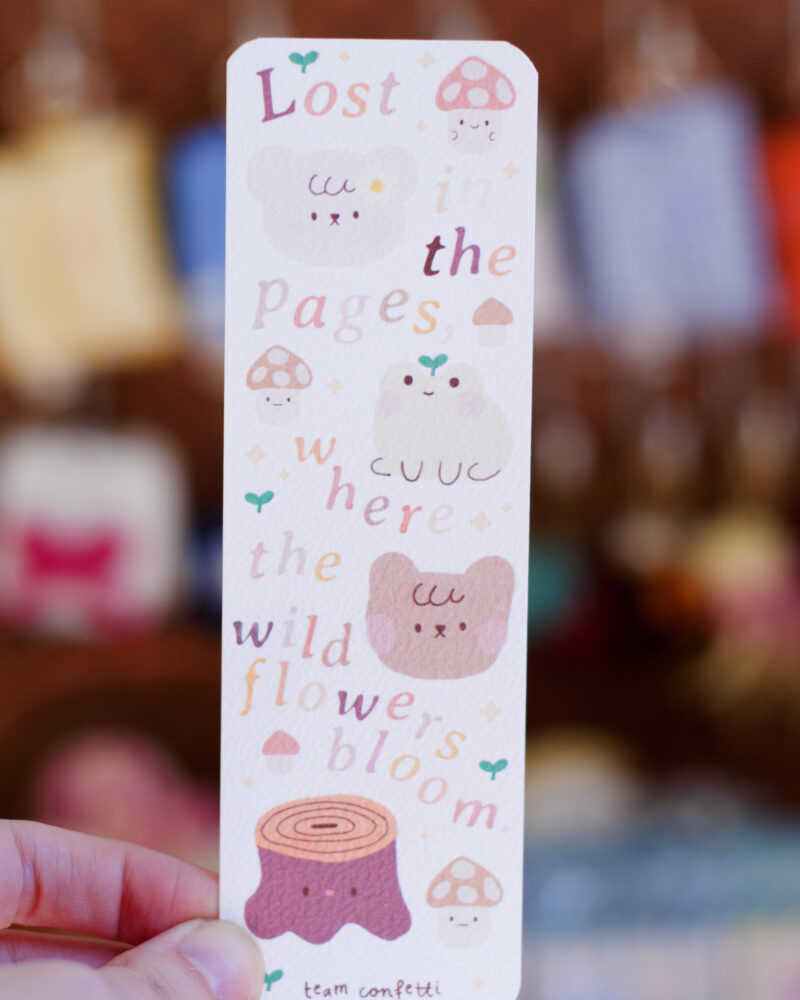 Lost
in
the
pages,
where
the
wild
flowers
bloom.
team confetti